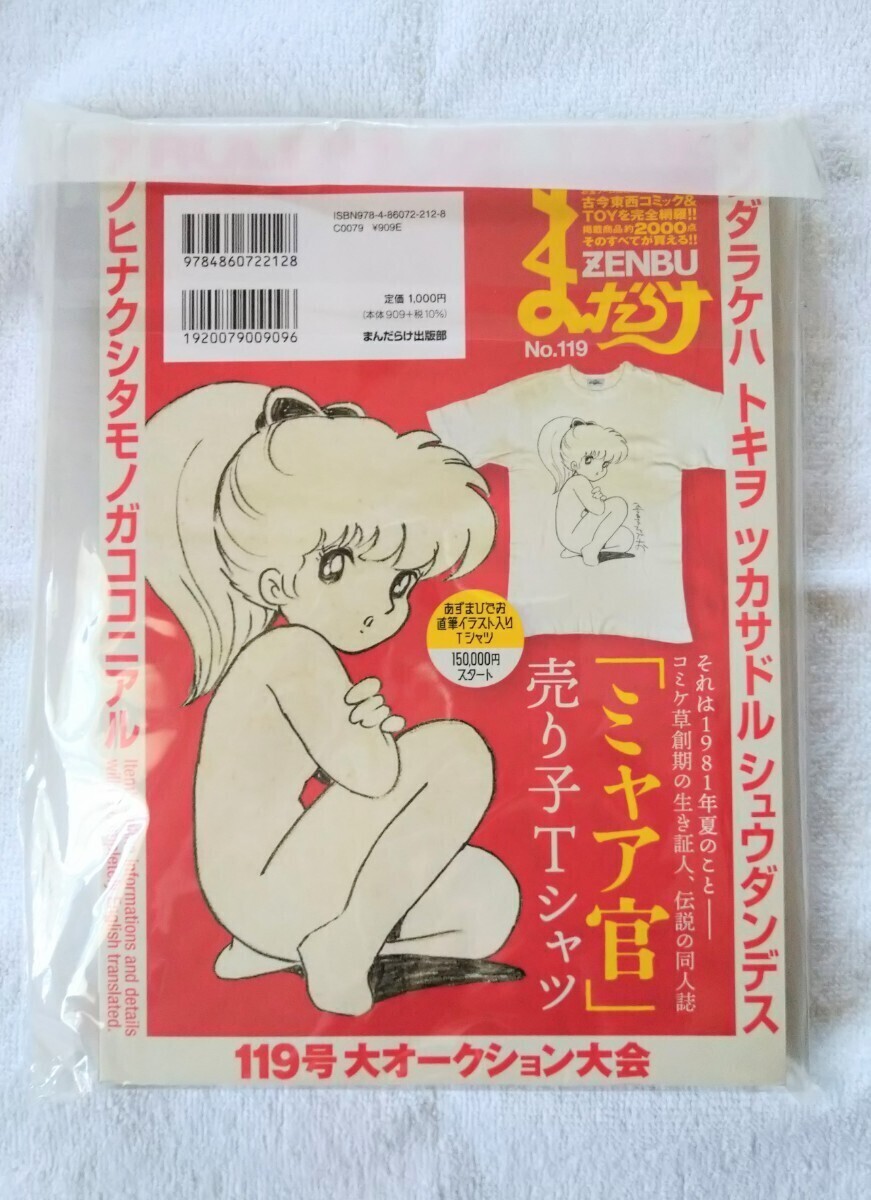 ISBN978-4-86072-212-8
C0079 ¥909E
9784860722128
定価 1,000円
(本体909+税10%)
1920079009096
まんだらけ出版部
古今東西コミック&
TOYを完全網羅!!
掲載商品約2000点
そのすべてが買える!!
ZENBU
まんだらけ
No.119
ダラケハ トキヲ ツカサドル シュウダンデス
ノヒナクシタモノガココニアル
あずまひでお
直筆イラスト入り
Tシャツ
150,000円
スタート
それは1981年夏のこと――
コミケ草創期の生き証人、伝説の同人誌
「ミャア官」
売り子Tシャツ
informations and details
English translated.
119号 大オークション大会